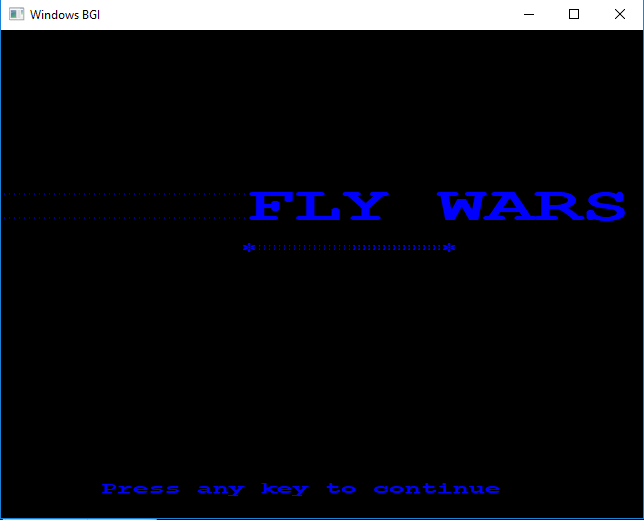 Windows BGI
FLY WARS
Press any key to continue